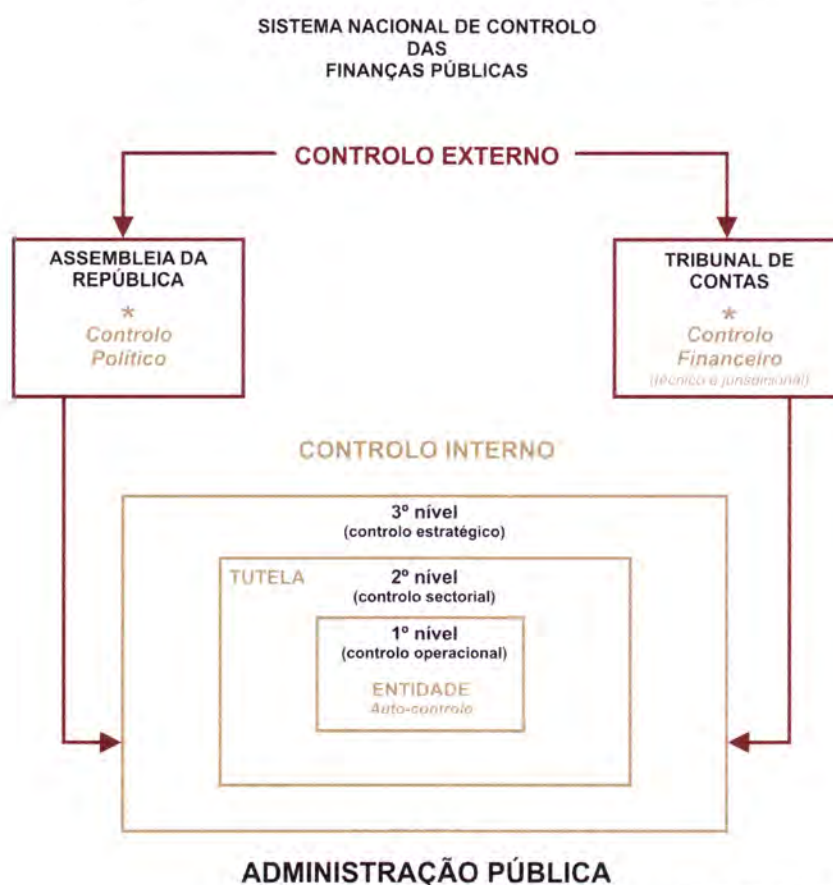 SISTEMA NACIONAL DE CONTROLO
DAS
FINANÇAS PÚBLICAS
CONTROLO EXTERNO
ASSEMBLEIA DA
REPÚBLICA
*
Controlo
Político
TRIBUNAL DE
CONTAS
*
Controlo
Financeiro
(técnico e jurisdicional)
CONTROLO INTERNO
3º nível
(controlo estratégico)
TUTELA
2º nível
(controlo sectorial)
1º nível
(controlo operacional)
ENTIDADE
Auto-controlo
ADMINISTRAÇÃO PÚBLICA